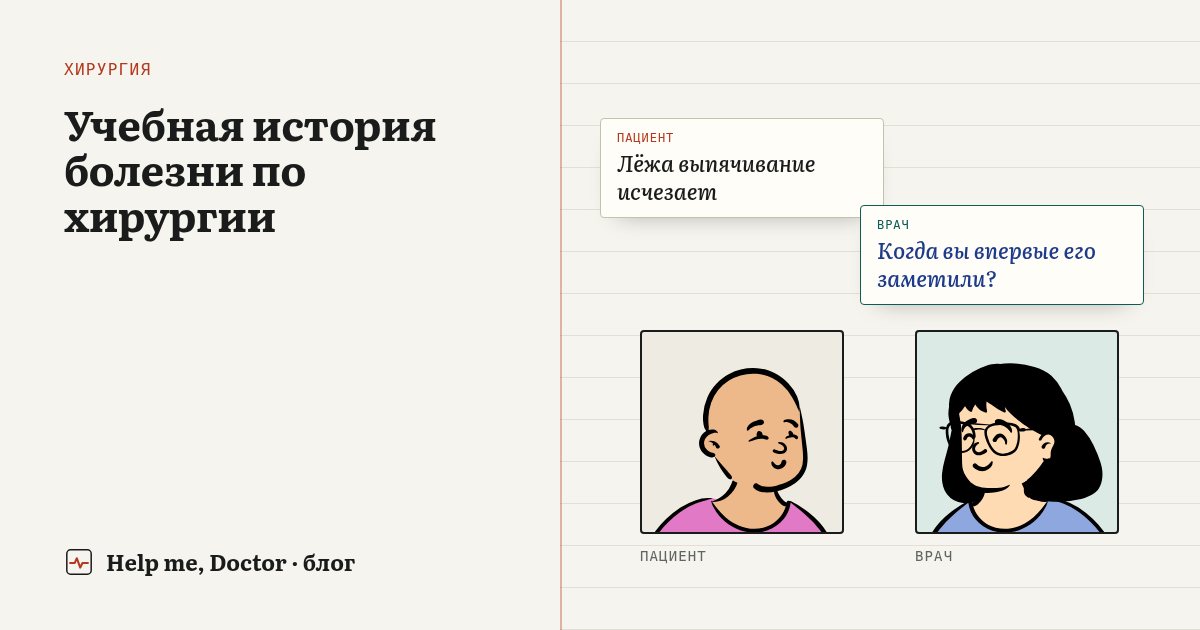 ХИРУРГИЯ
Учебная история
болезни по
хирургии
ПАЦИЕНТ
Лёжа выпячивание
исчезает
ВРАЧ
Когда вы впервые его
заметили?
ПАЦИЕНТ
ВРАЧ
Help me, Doctor · блог